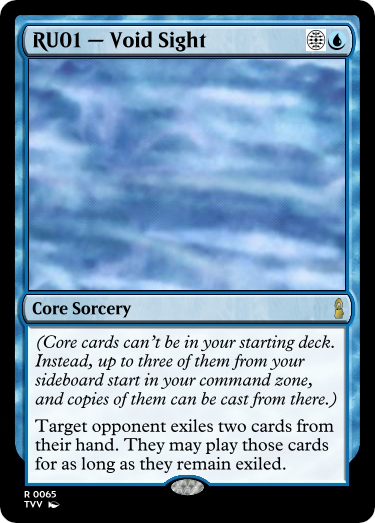 RU01 — Void Sight
Core Sorcery
(Core cards can't be in your starting deck.
Instead, up to three of them from your
sideboard start in your command zone,
and copies of them can be cast from there.)
Target opponent exiles two cards from
their hand. They may play those cards
for as long as they remain exiled.
R 0065
TVV